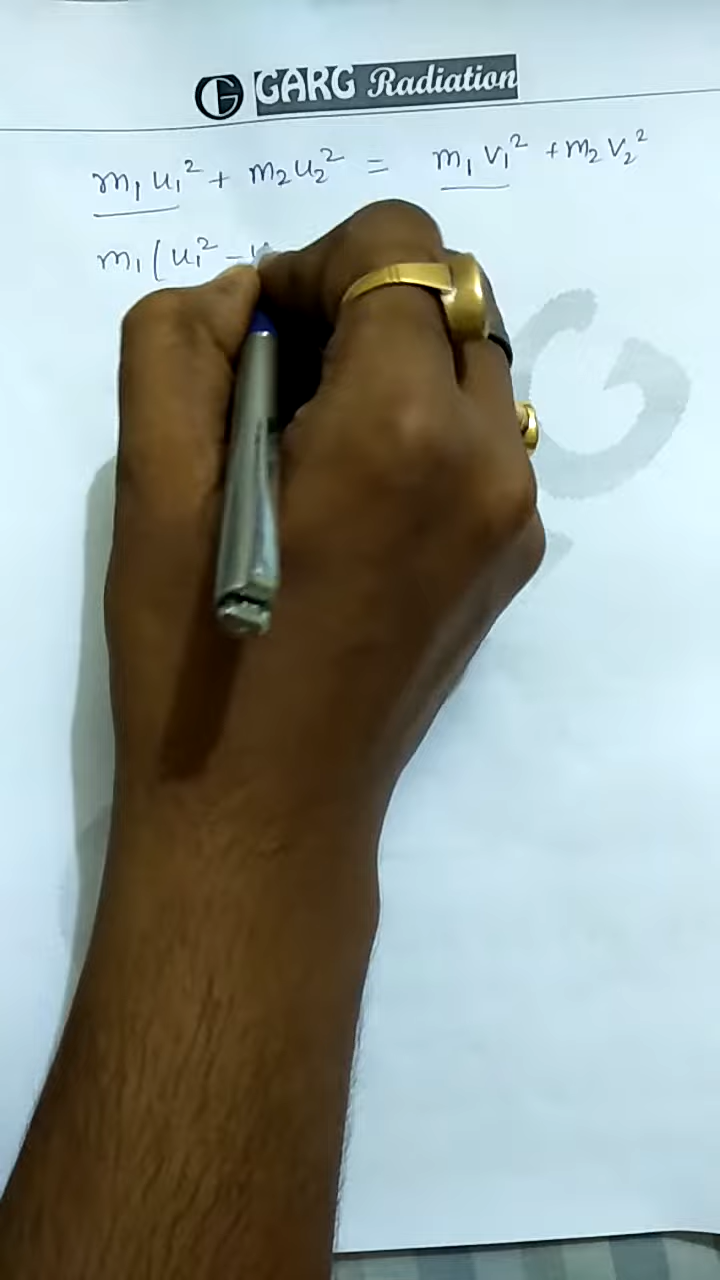 G GARG Radiation
m₁u₁² + m₂u₂² = m₁v₁² + m₂v₂²
m₁(u₁² -